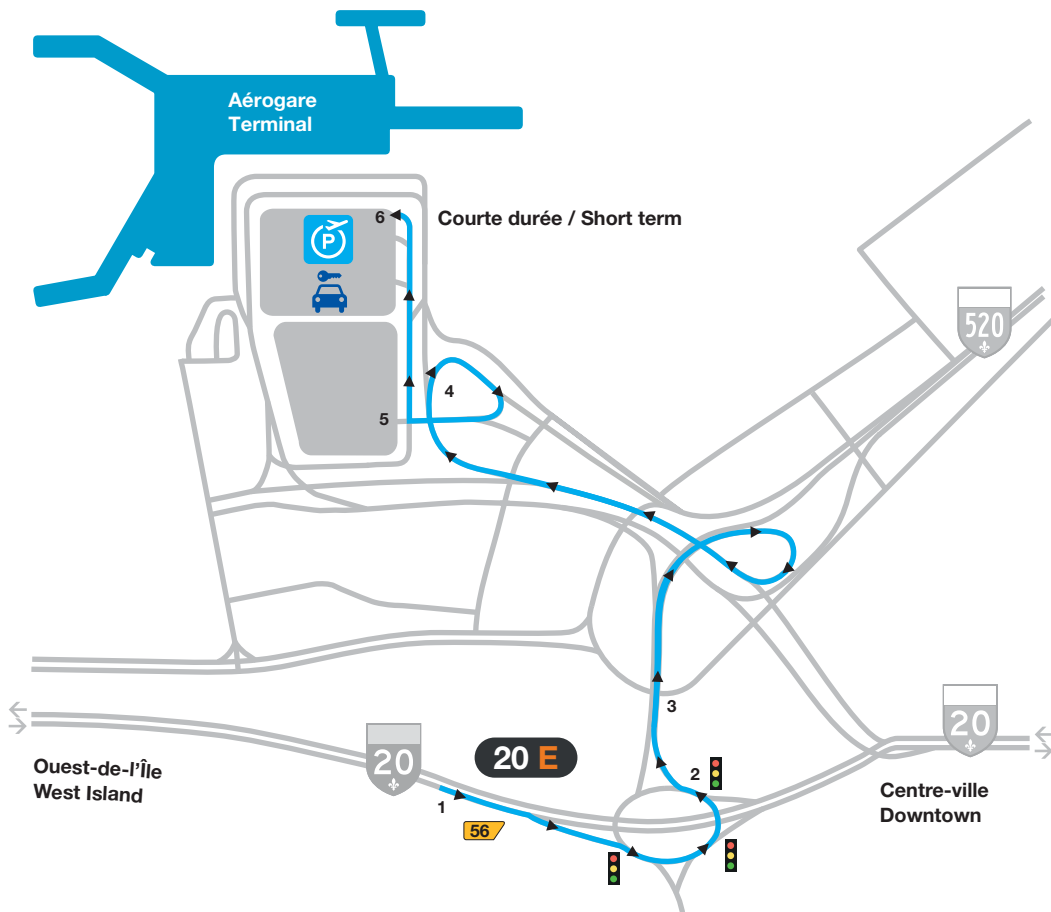 Aérogare
Terminal
6
Courte durée / Short term
P
520
4
5
3
20
20
20 E
Ouest-de-l'Île
West Island
2
1
56
Centre-ville
Downtown